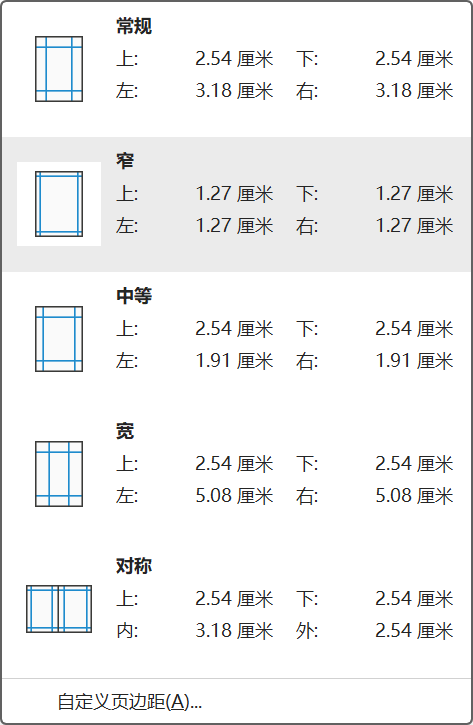 常规
上: 2.54 厘米 下: 2.54 厘米
左: 3.18 厘米 右: 3.18 厘米
窄
上: 1.27 厘米 下: 1.27 厘米
左: 1.27 厘米 右: 1.27 厘米
中等
上: 2.54 厘米 下: 2.54 厘米
左: 1.91 厘米 右: 1.91 厘米
宽
上: 2.54 厘米 下: 2.54 厘米
左: 5.08 厘米 右: 5.08 厘米
对称
上: 2.54 厘米 下: 2.54 厘米
内: 3.18 厘米 外: 2.54 厘米
自定义页边距(A)...